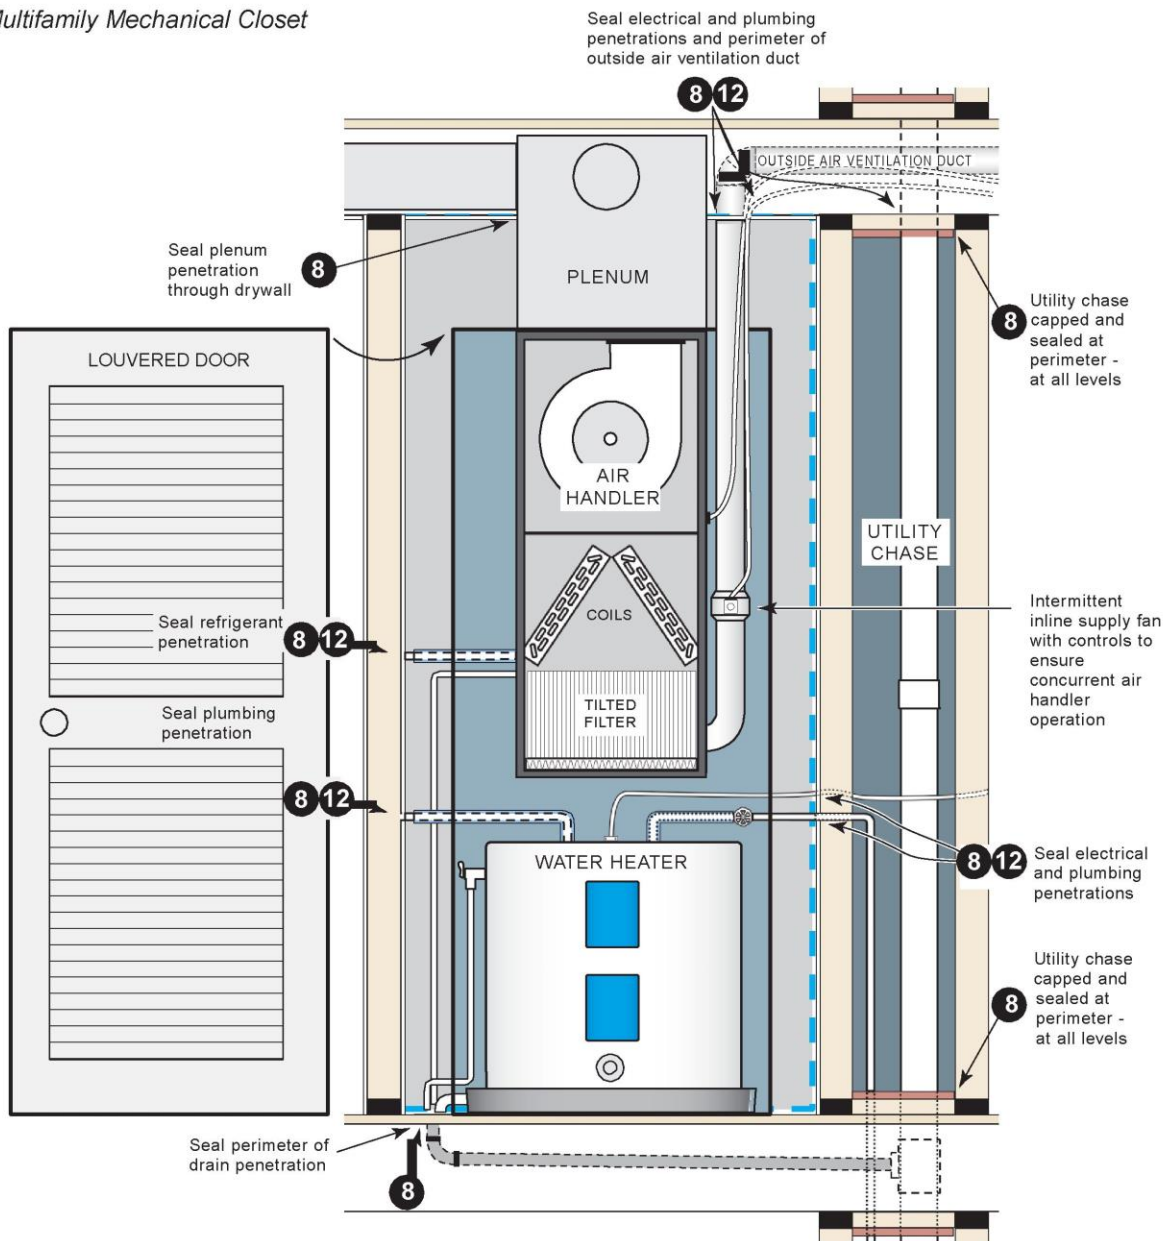 Multifamily Mechanical Closet
Seal electrical and plumbing
penetrations and perimeter of
outside air ventilation duct
8 12
OUTSIDE AIR VENTILATION DUCT
Seal plenum
penetration
through drywall
8
PLENUM
8
Utility chase
capped and
sealed at
perimeter -
at all levels
LOUVERED DOOR
AIR
HANDLER
UTILITY
CHASE
COILS
Intermittent
inline supply fan
with controls to
ensure
concurrent air
handler
operation
Seal refrigerant
penetration
8 12
TILTED
FILTER
Seal plumbing
penetration
8 12
WATER HEATER
8 12
Seal electrical
and plumbing
penetrations
8
Utility chase
capped and
sealed at
perimeter -
at all levels
Seal perimeter of
drain penetration
8